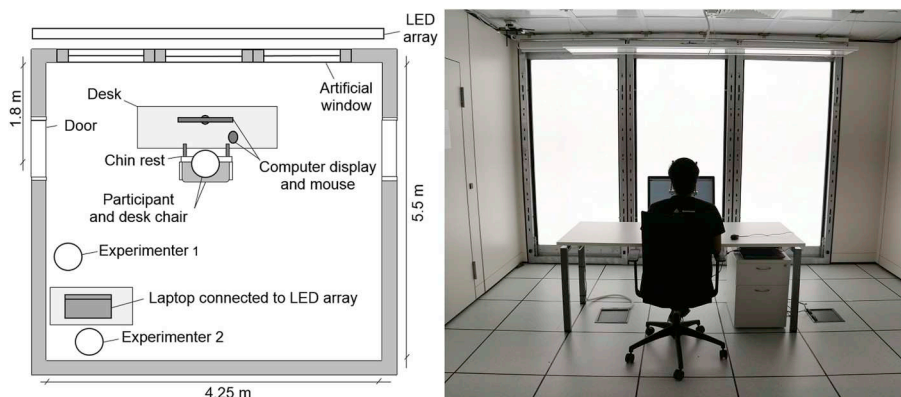 LED
array
Artificial
window
Desk
1.8 m
Door
Chin rest
Computer display
and mouse
Participant
and desk chair
5.5 m
Experimenter 1
Laptop connected to LED array
Experimenter 2
4.25 m